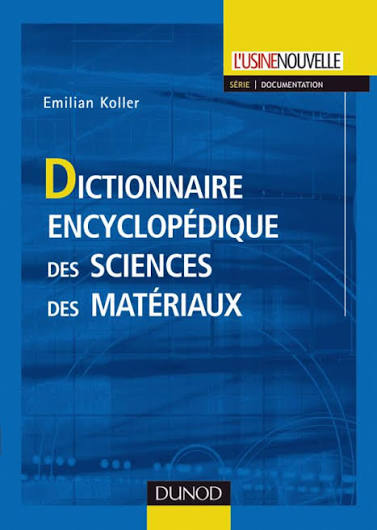 L'USINENOUVELLE
SÉRIE | DOCUMENTATION
Emilian Koller
DICTIONNAIRE
ENCYCLOPÉDIQUE
DES SCIENCES
DES MATÉRIAUX
DUNOD